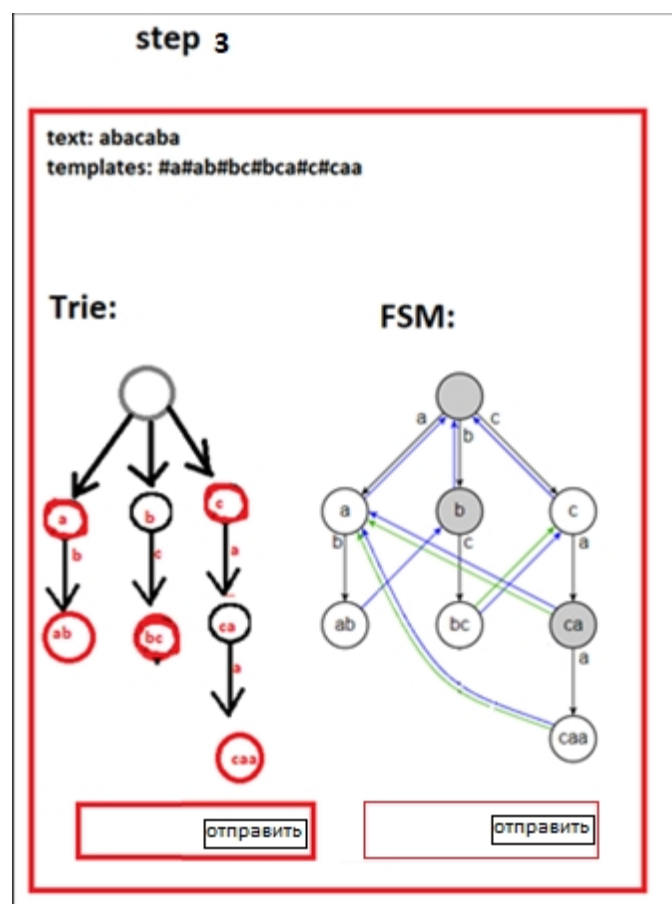 step 3
text: abacaba
templates: #a#ab#bc#bca#c#caa
Trie:
a b c
b c a
ab bc ca
a
caa
отправить
FSM:
a b c
a b c
b c a
ab bc ca
a
caa
отправить